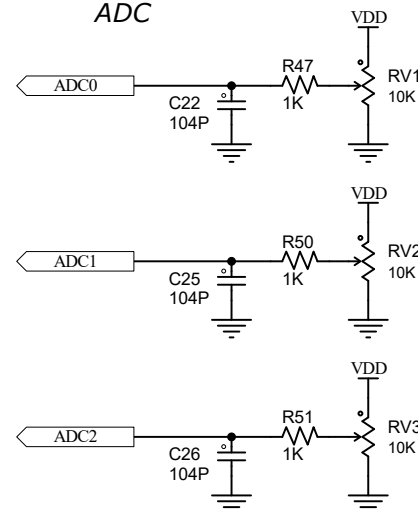 ADC
VDD
ADC0
R47
1K
C22
104P
RV1
10K
VDD
ADC1
R50
1K
C25
104P
RV2
10K
VDD
ADC2
R51
1K
C26
104P
RV3
10K